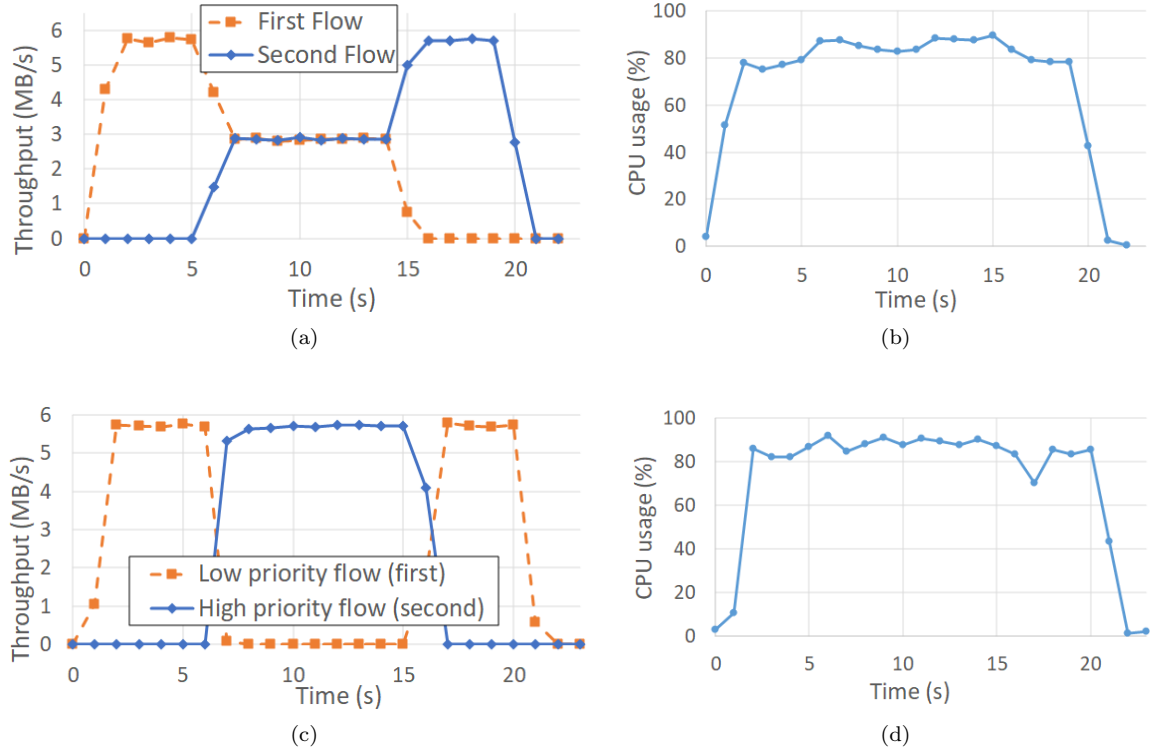 First Flow
Second Flow
Throughput (MB/s)
6
5
4
3
2
1
0
0 5 10 15 20
Time (s)
(a)
CPU usage (%)
100
80
60
40
20
0
0 5 10 15 20
Time (s)
(b)
Throughput (MB/s)
6
5
4
3
2
1
0
Low priority flow (first)
High priority flow (second)
0 5 10 15 20
Time (s)
(c)
CPU usage (%)
100
80
60
40
20
0
0 5 10 15 20
Time (s)
(d)